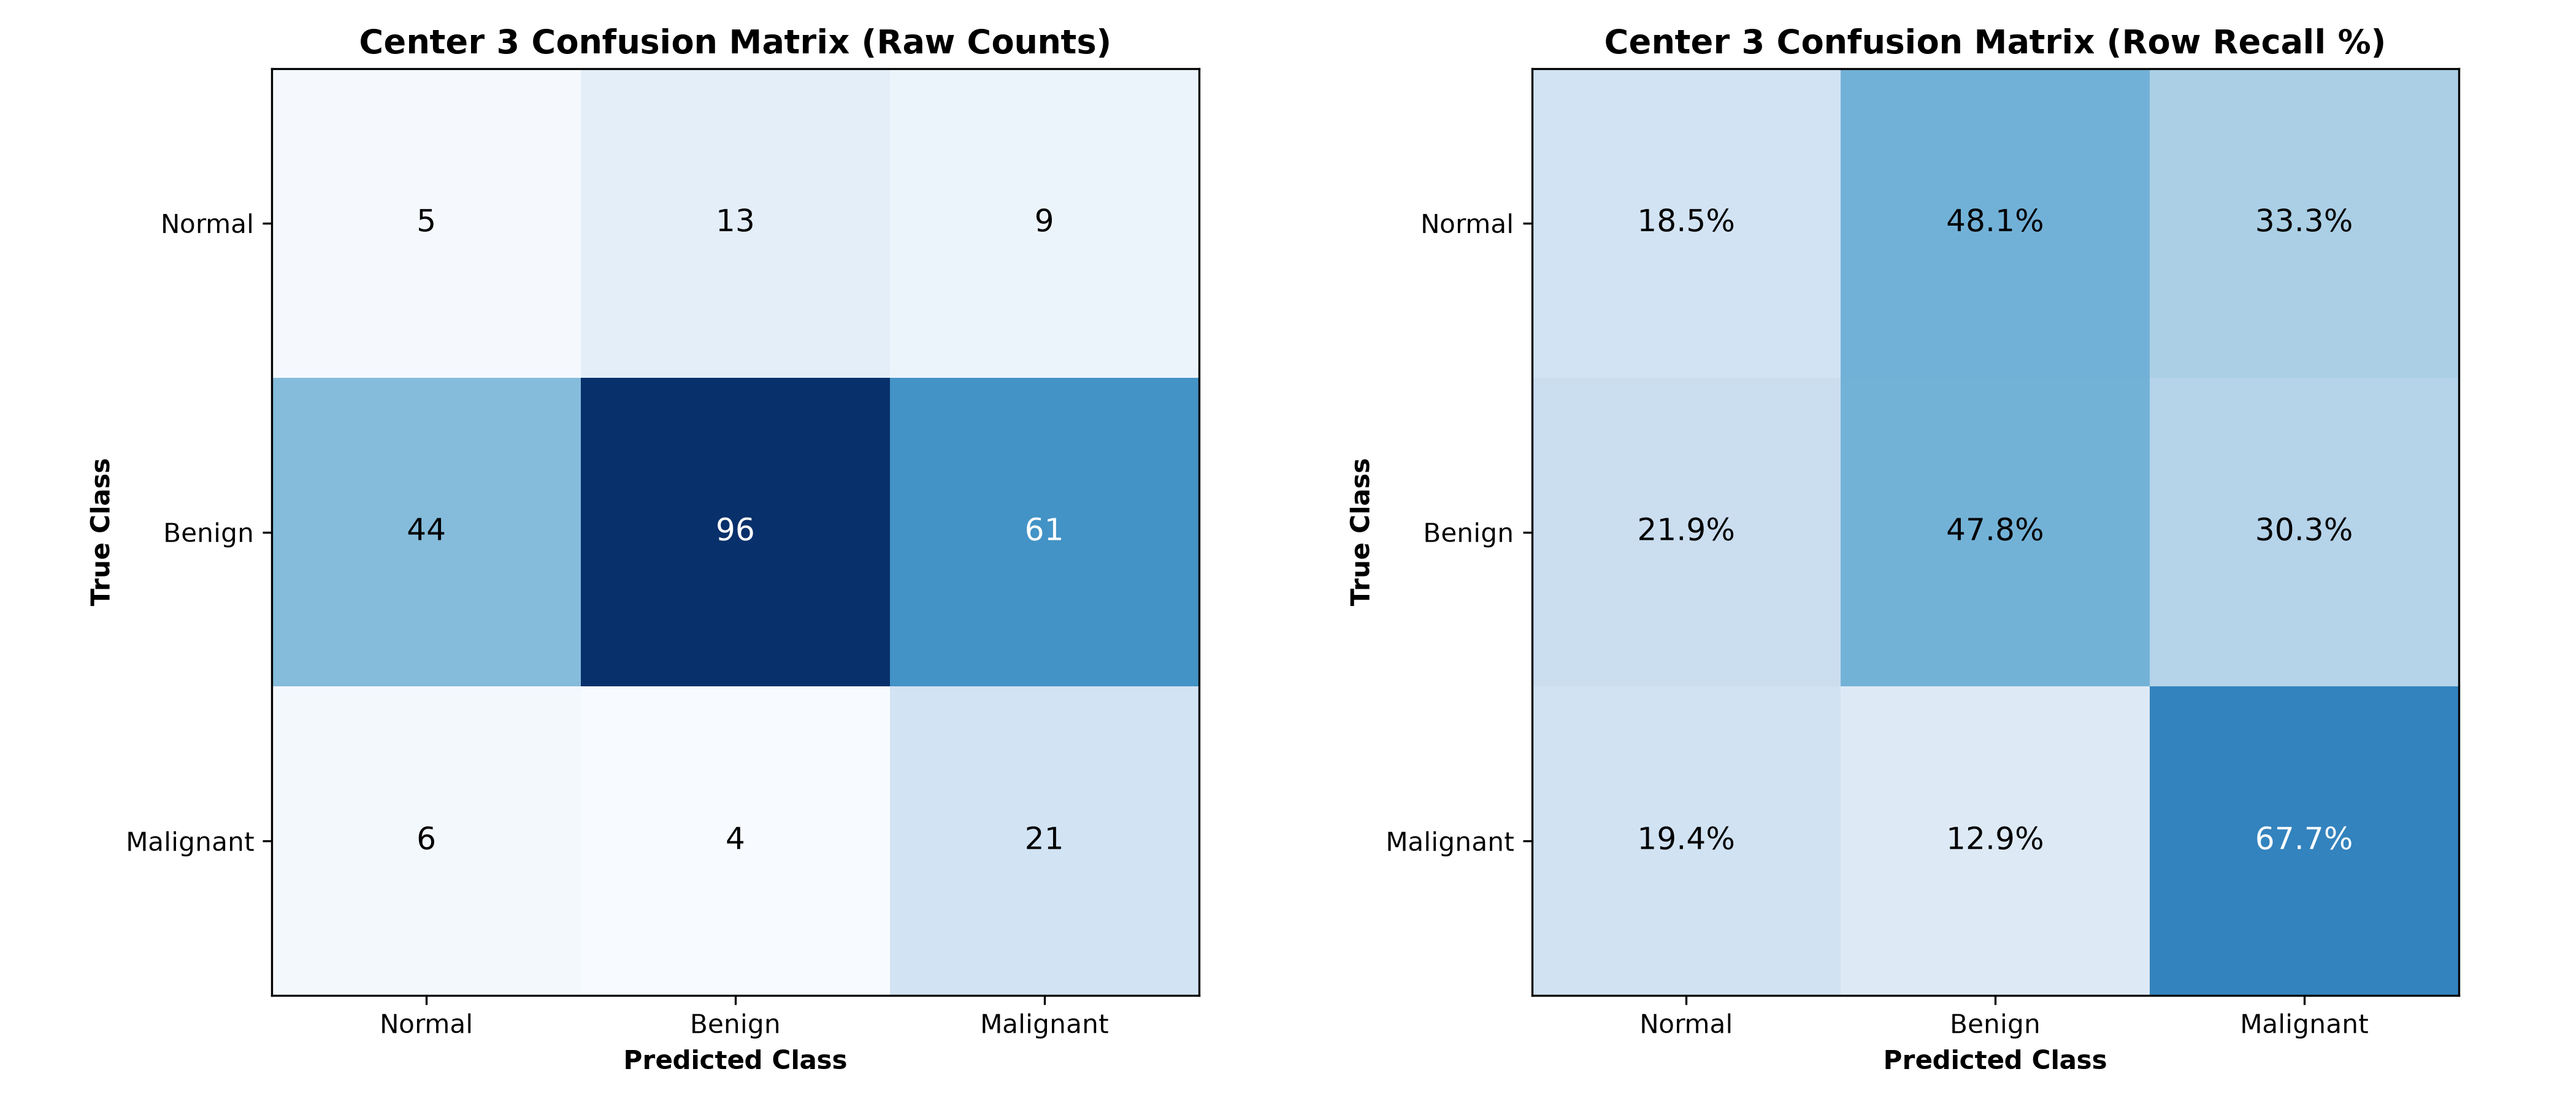 Center 3 Confusion Matrix (Raw Counts)
True Class
Normal 5 13 9
Benign 44 96 61
Malignant 6 4 21
Normal Benign Malignant
Predicted Class
Center 3 Confusion Matrix (Row Recall %)
True Class
Normal 18.5% 48.1% 33.3%
Benign 21.9% 47.8% 30.3%
Malignant 19.4% 12.9% 67.7%
Normal Benign Malignant
Predicted Class